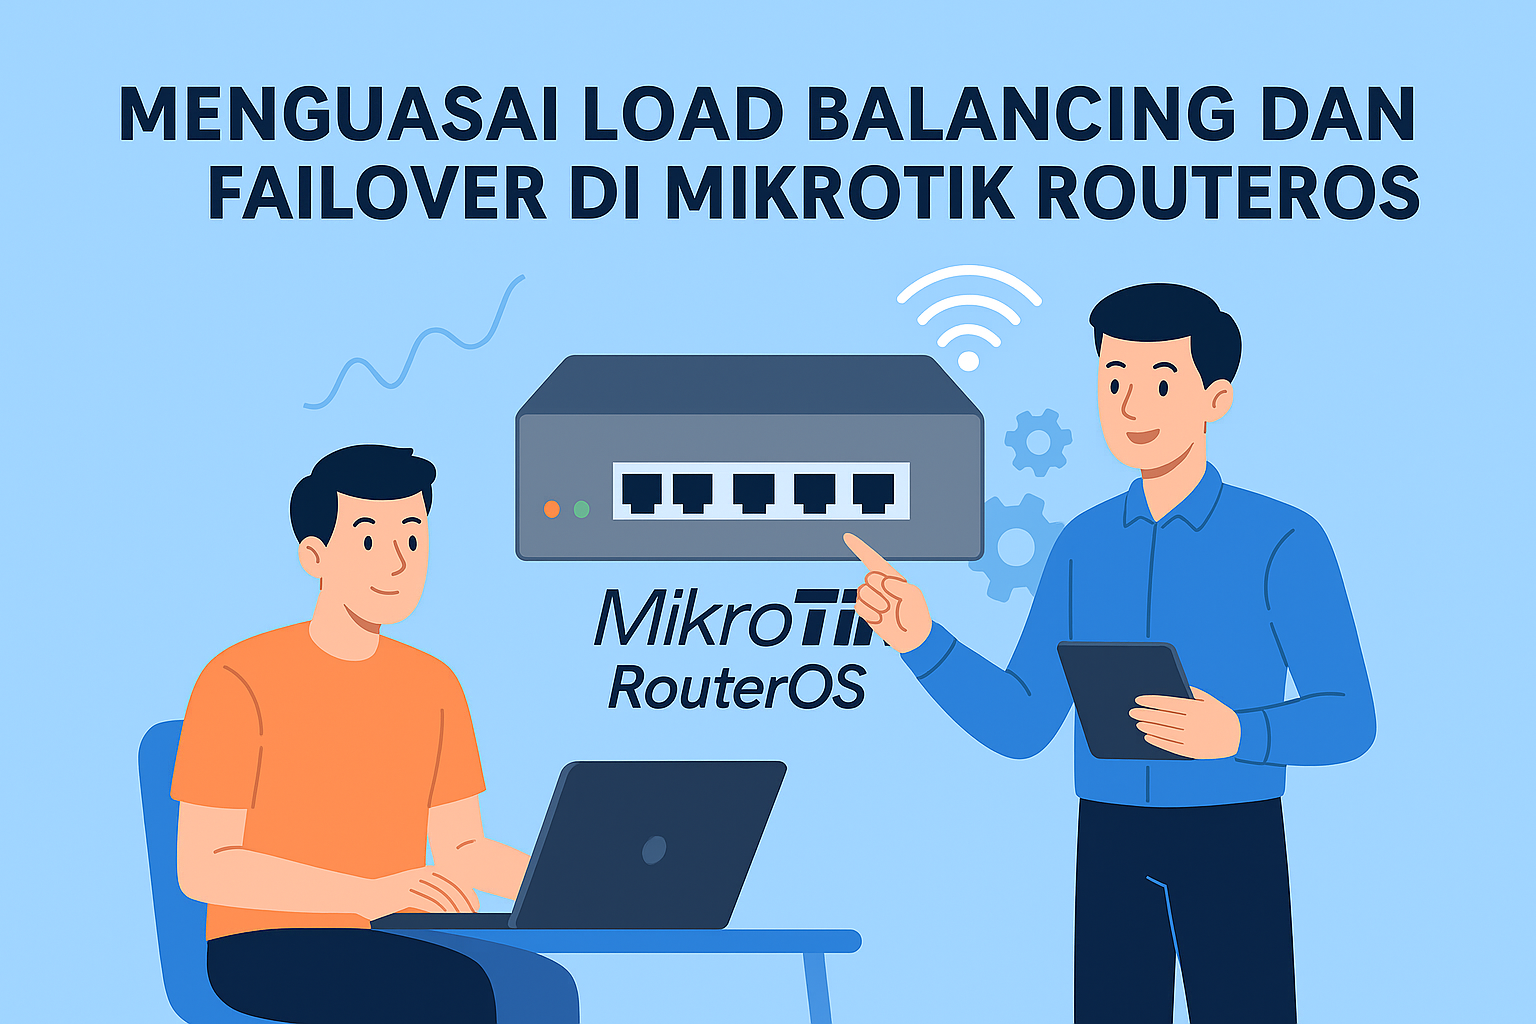 MENGUASAI LOAD BALANCING DAN
FAILOVER DI MIKROTIK ROUTEROS
RouterOS